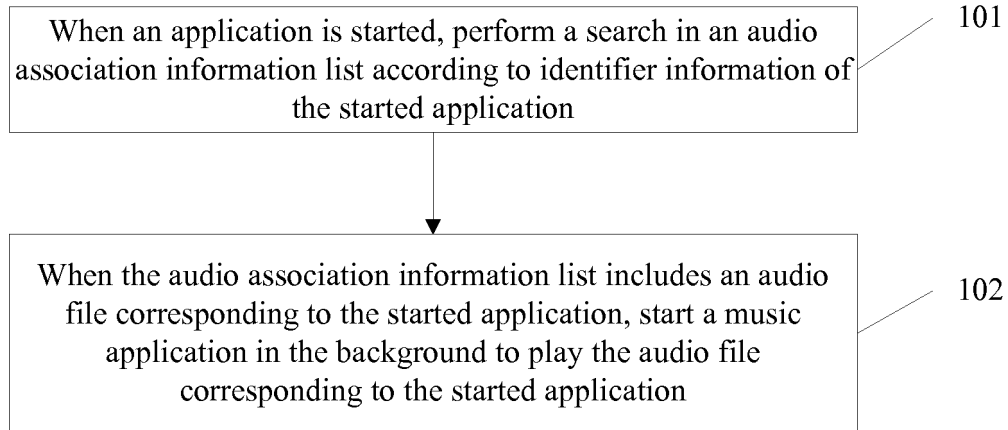 When an application is started, perform a search in an audio
association information list according to identifier information of
the started application
101
When the audio association information list includes an audio
file corresponding to the started application, start a music
application in the background to play the audio file
corresponding to the started application
102